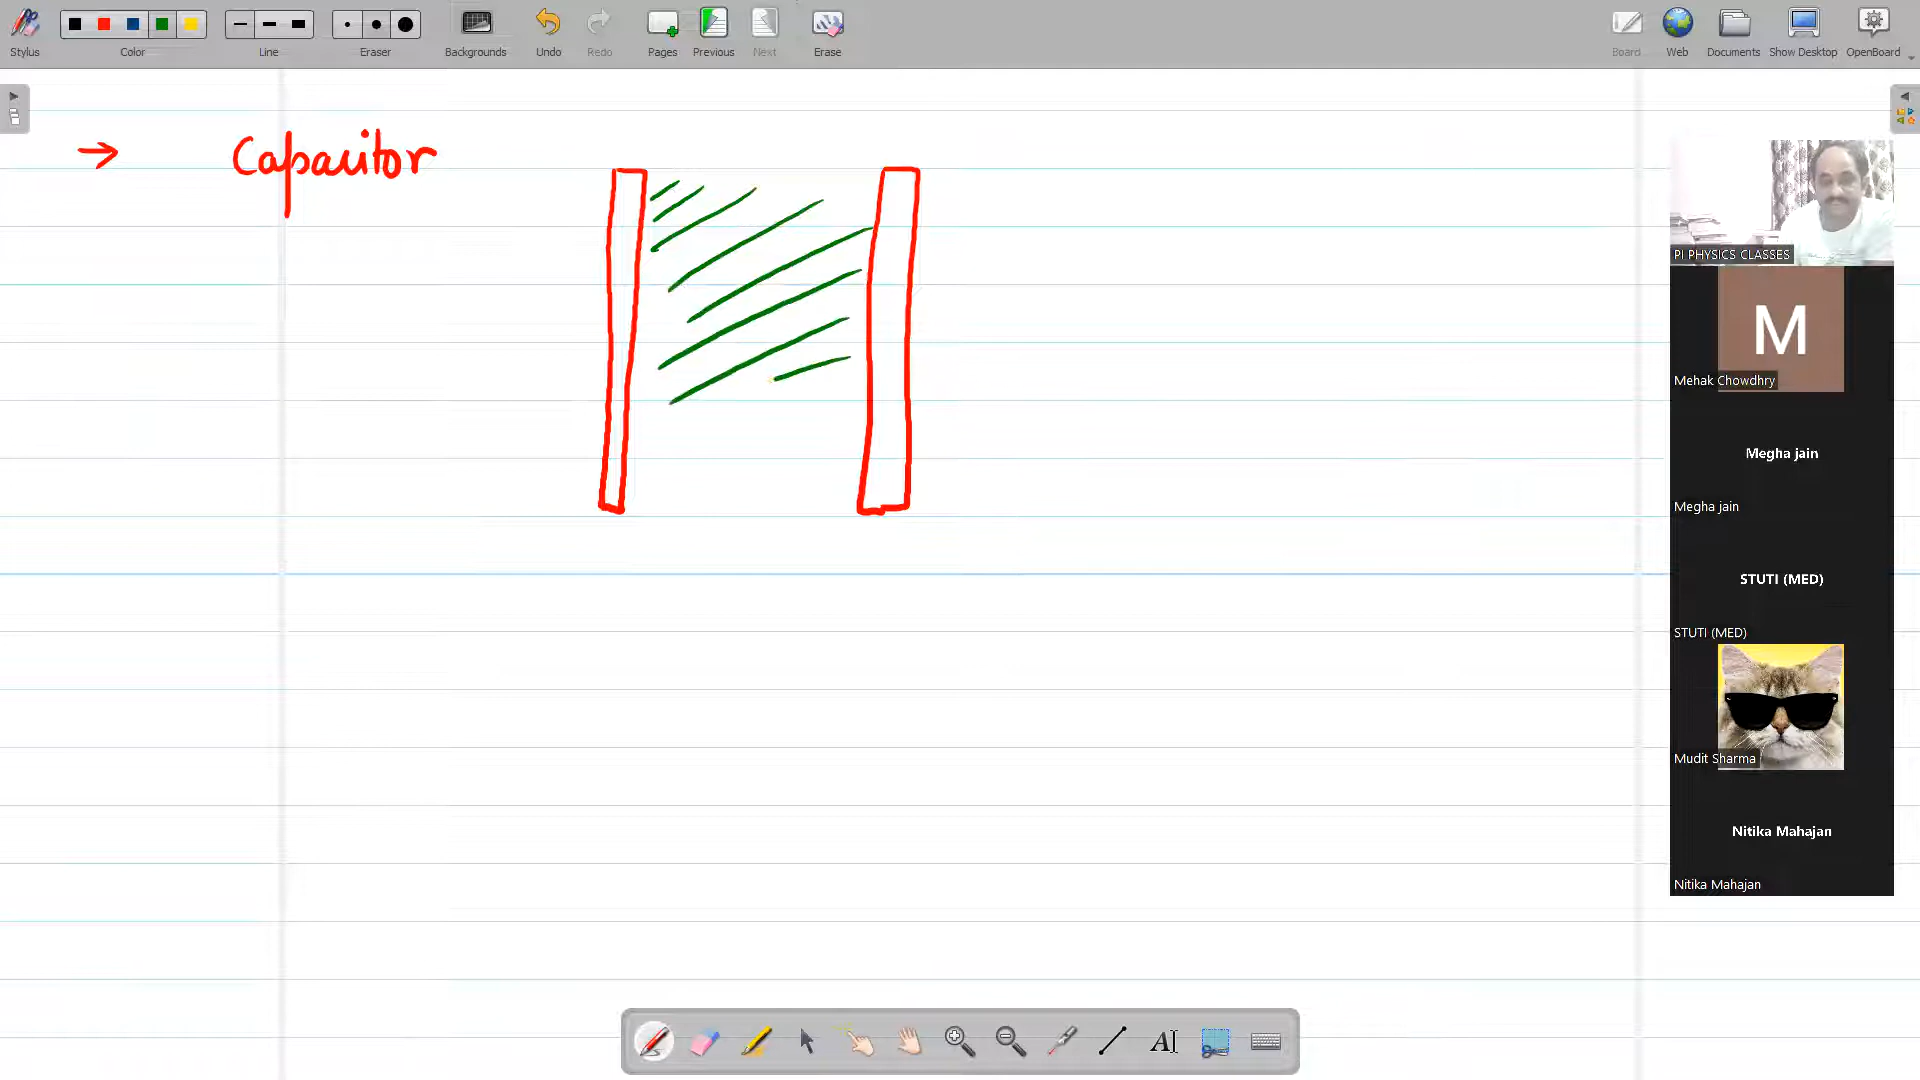 Stylus
Color
Line
Eraser
Backgrounds
Undo
Redo
Pages
Previous
Next
Erase
Board
Web
Documents
Show Desktop
OpenBoard
→ Capacitor
PI PHYSICS CLASSES
M
Mehak Chowdhry
Megha jain
Megha jain
STUTI (MED)
STUTI (MED)
Mudit Sharma
Nitika Mahajan
Nitika Mahajan
AI